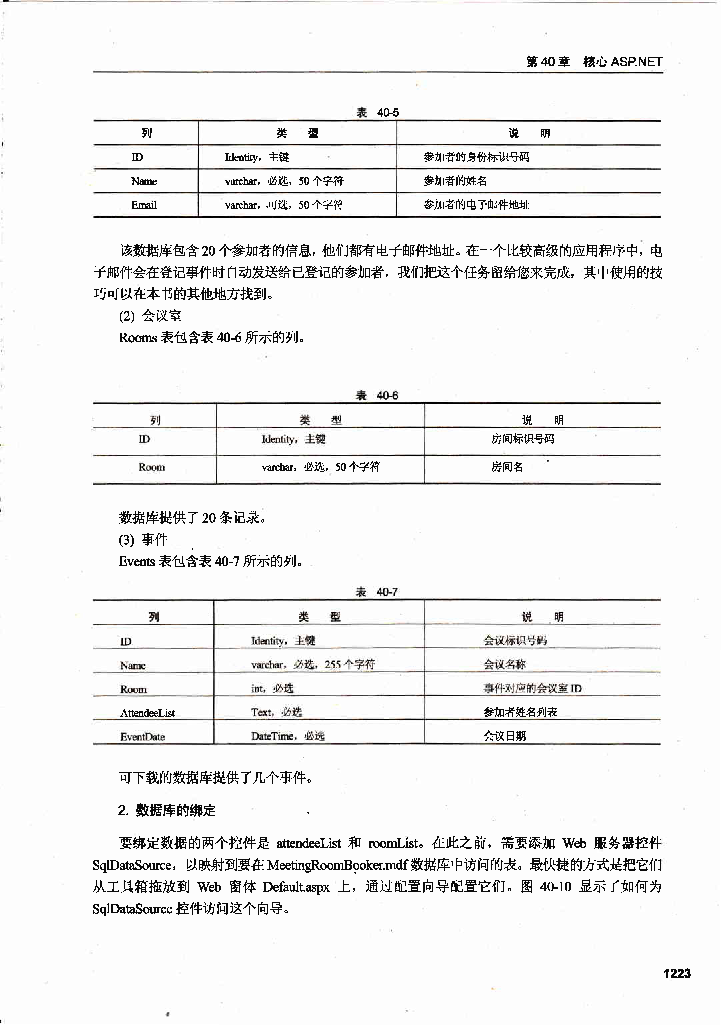 第 40 章 核心 ASP.NET
表 40-5
列 类 型 说 明
ID Identity，主键 参加者的身份标识号码
Name varchar，必选，50 个字符 参加者的姓名
Email varchar，可选，50 个字符 参加者的电子邮件地址
该数据库包含 20 个参加者的信息，他们都有电子邮件地址。在一个比较高级的应用程序中，电
子邮件会在登记事件时自动发送给已登记的参加者，我们把这个任务留给您来完成，其中使用的技
巧可以在本书的其他地方找到。
(2) 会议室
Rooms 表包含表 40-6 所示的列。
表 40-6
列 类 型 说 明
ID Identity，主键 房间标识号码
Room varchar，必选，50 个字符 房间名
数据库提供了 20 条记录。
(3) 事件
Events 表包含表 40-7 所示的列。
表 40-7
列 类 型 说 明
ID Identity，主键 会议标识号码
Name varchar，必选，255 个字符 会议名称
Room int，必选 事件对应的会议室 ID
AttendeeList Text，必选 参加者姓名列表
EventDate DateTime，必选 会议日期
可下载的数据库提供了几个事件。
2. 数据库的绑定
要绑定数据的两个控件是 attendeeList 和 roomList。在此之前，需要添加 Web 服务器控件
SqlDataSource，以映射到要在 MeetingRoomBooker.mdf 数据库中访问的表。最快捷的方式是把它们
从工具箱拖放到 Web 窗体 Default.aspx 上，通过配置向导配置它们。图 40-10 显示了如何为
SqlDataSource 控件访问这个向导。
1223